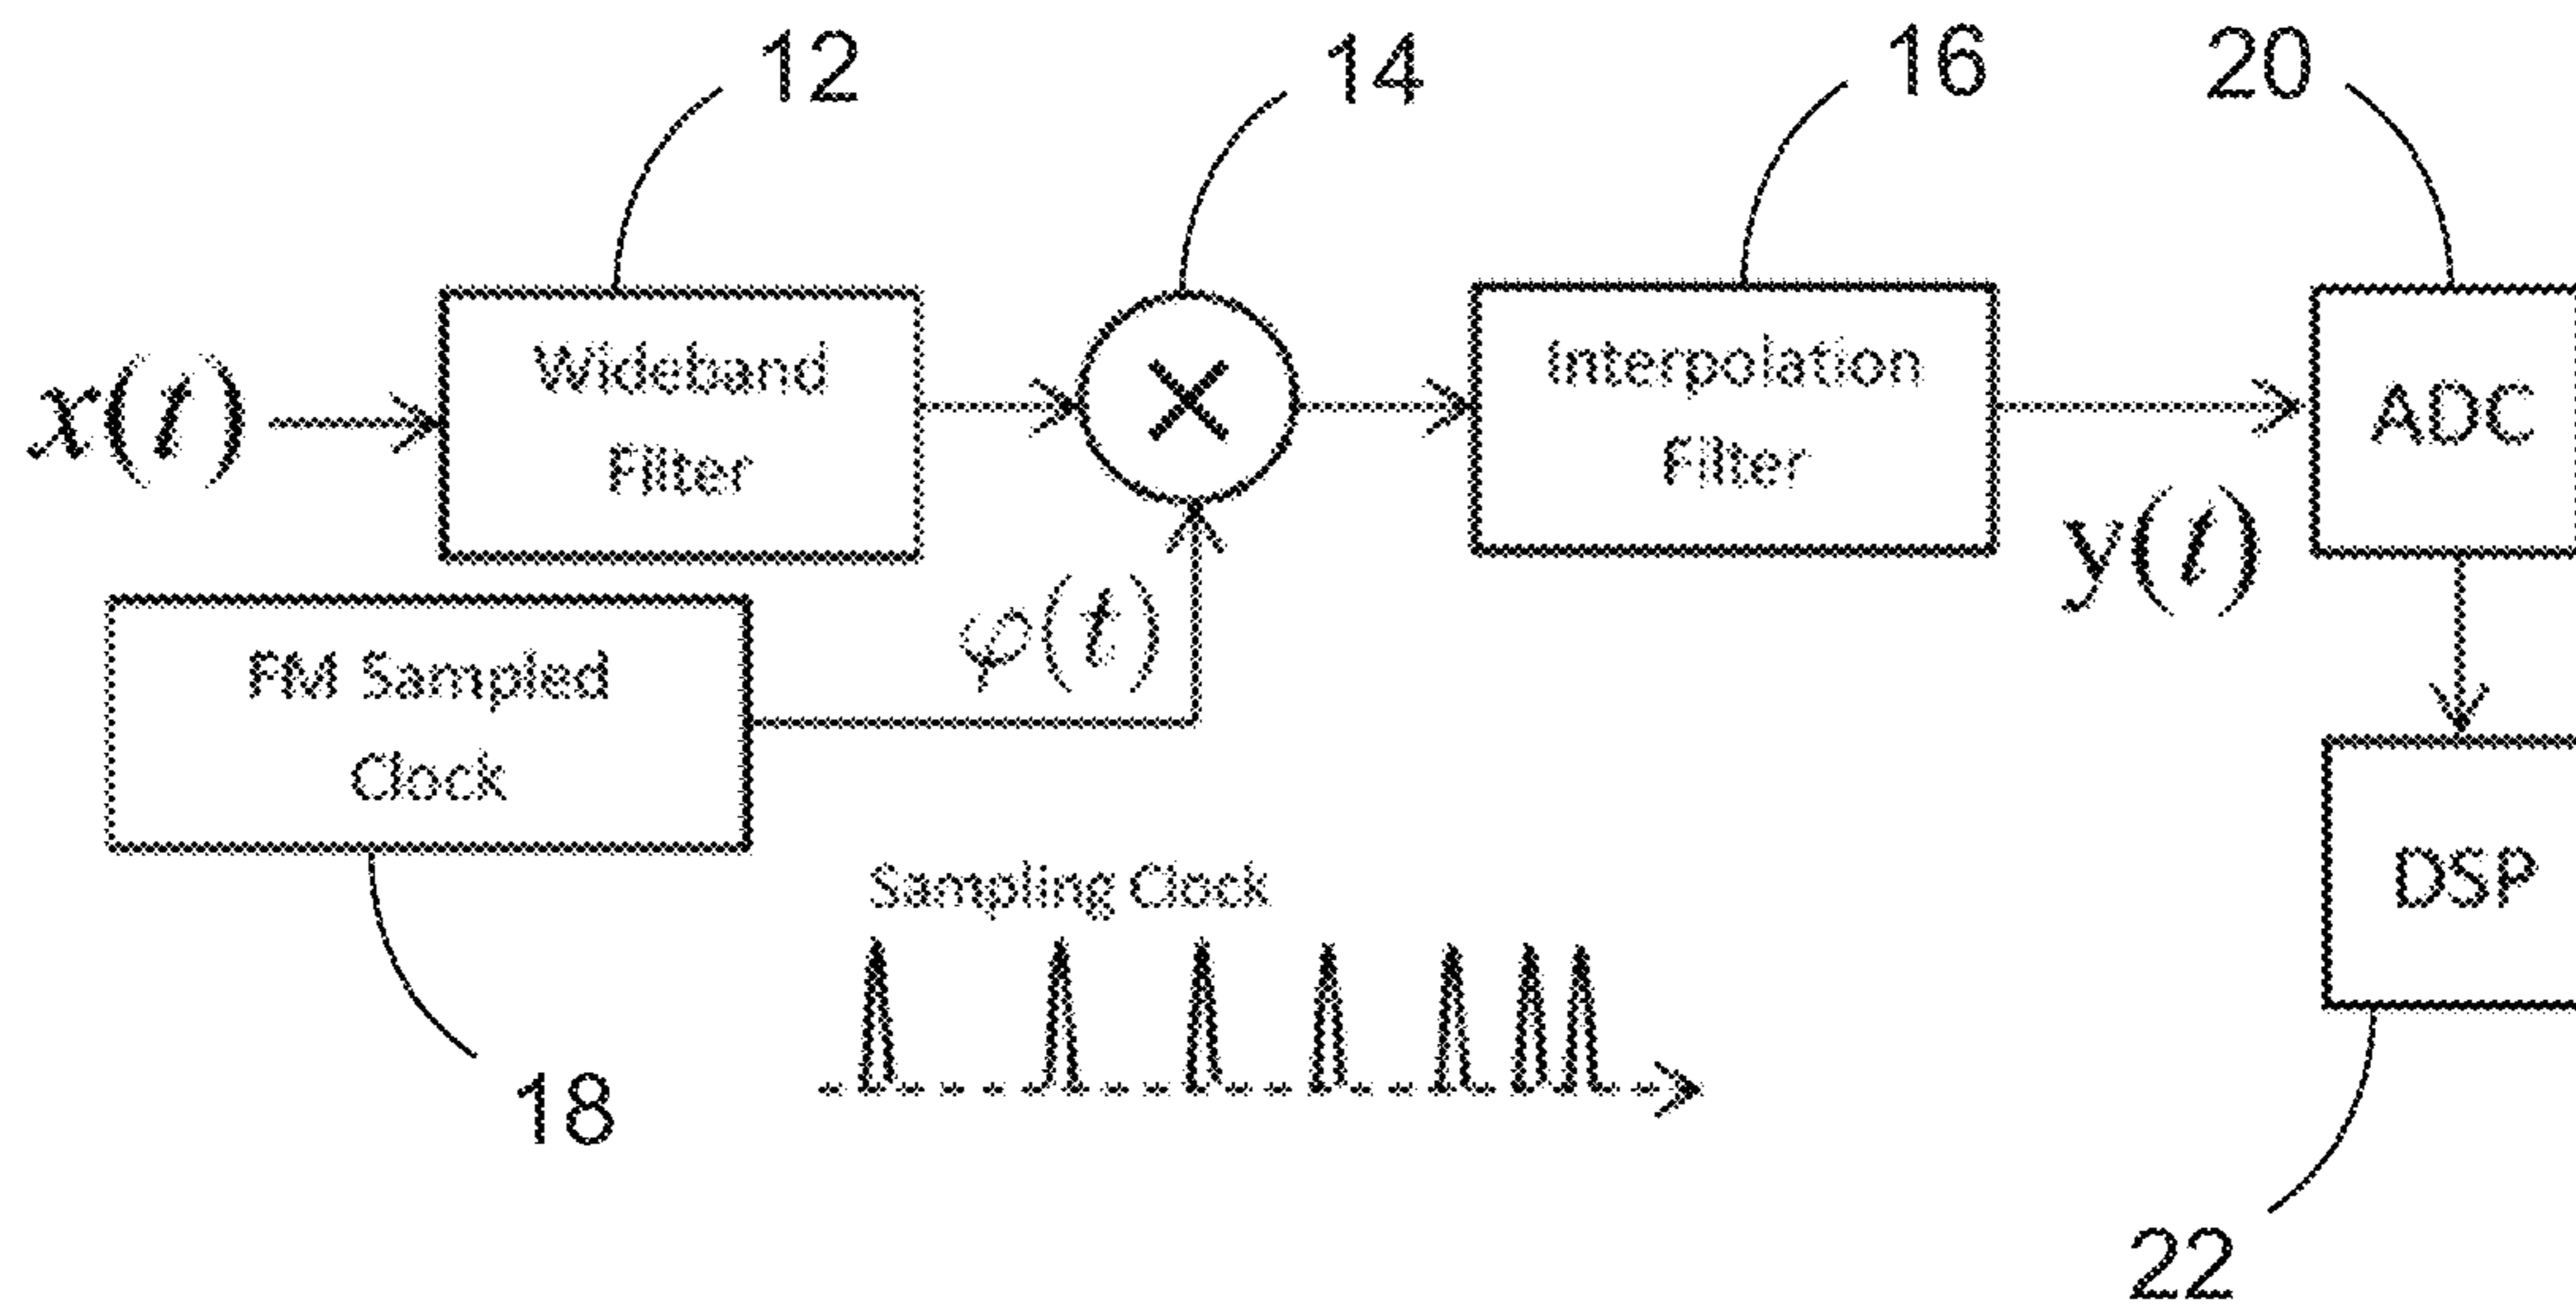 12
14
16
20
x(t)
Wideband
Filter
×
Interpolation
Filter
y(t)
ADC
FM Sampled
Clock
φ(t)
DSP
Sampling Clock
18
22